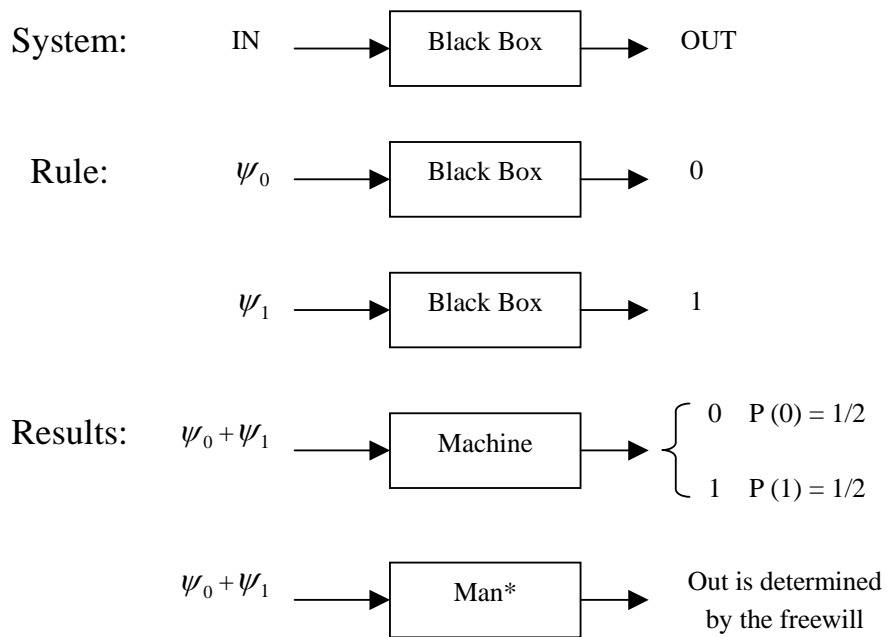 System: IN Black Box OUT
Rule: ψ₀ Black Box 0
ψ₁ Black Box 1
0 P (0) = 1/2
Results: ψ₀ + ψ₁ Machine
1 P (1) = 1/2
ψ₀ + ψ₁ Man* Out is determined
by the freewill